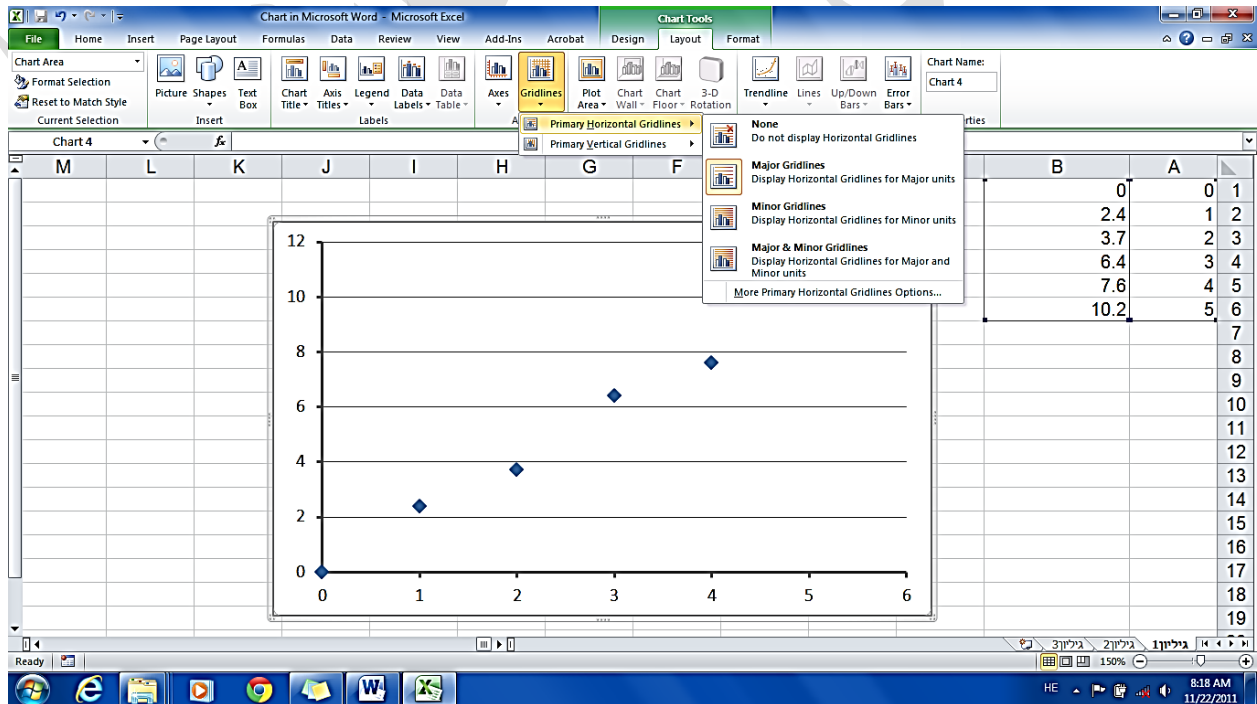 Chart in Microsoft Word - Microsoft Excel
Chart Tools
File Home Insert Page Layout Formulas Data Review View Add-Ins Acrobat Design Layout Format
Chart Area
Format Selection
Reset to Match Style
Current Selection
Picture Shapes Text Box
Insert
Chart Title Axis Titles Legend Data Labels Data Table
Labels
Axes Gridlines
A
Plot Area Chart Wall Chart Floor 3-D Rotation
Trendline Lines Up/Down Bars Error Bars
Chart Name:
Chart 4
rties
Primary Horizontal Gridlines
Primary Vertical Gridlines
None
Do not display Horizontal Gridlines
Major Gridlines
Display Horizontal Gridlines for Major units
Minor Gridlines
Display Horizontal Gridlines for Minor units
Major & Minor Gridlines
Display Horizontal Gridlines for Major and
Minor units
More Primary Horizontal Gridlines Options...
Chart 4 fx
M L K J I H G F B A
0 0 1
2.4 1 2
3.7 2 3
6.4 3 4
7.6 4 5
10.2 5 6
7
8
9
10
11
12
13
14
15
16
17
18
19
12
10
8
6
4
2
0
0 1 2 3 4 5 6
גיליון1 גיליון2 גיליון3
Ready
150%
HE
8:18 AM
11/22/2011